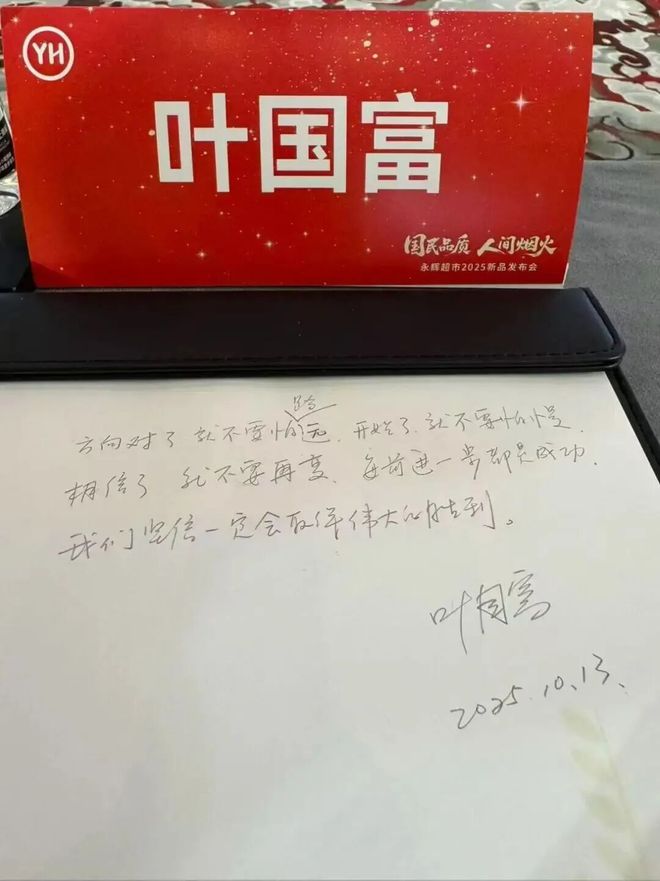 YH
叶国富
国民品质 人间烟火
永辉超市2025新品发布会
方向对了就不要怕路远、开始了、就不要怕慢、
相信了 就不要再变、每前进一步都是成功、
我们坚信一定会取得伟大的胜利。
叶国富
2025.10.13、